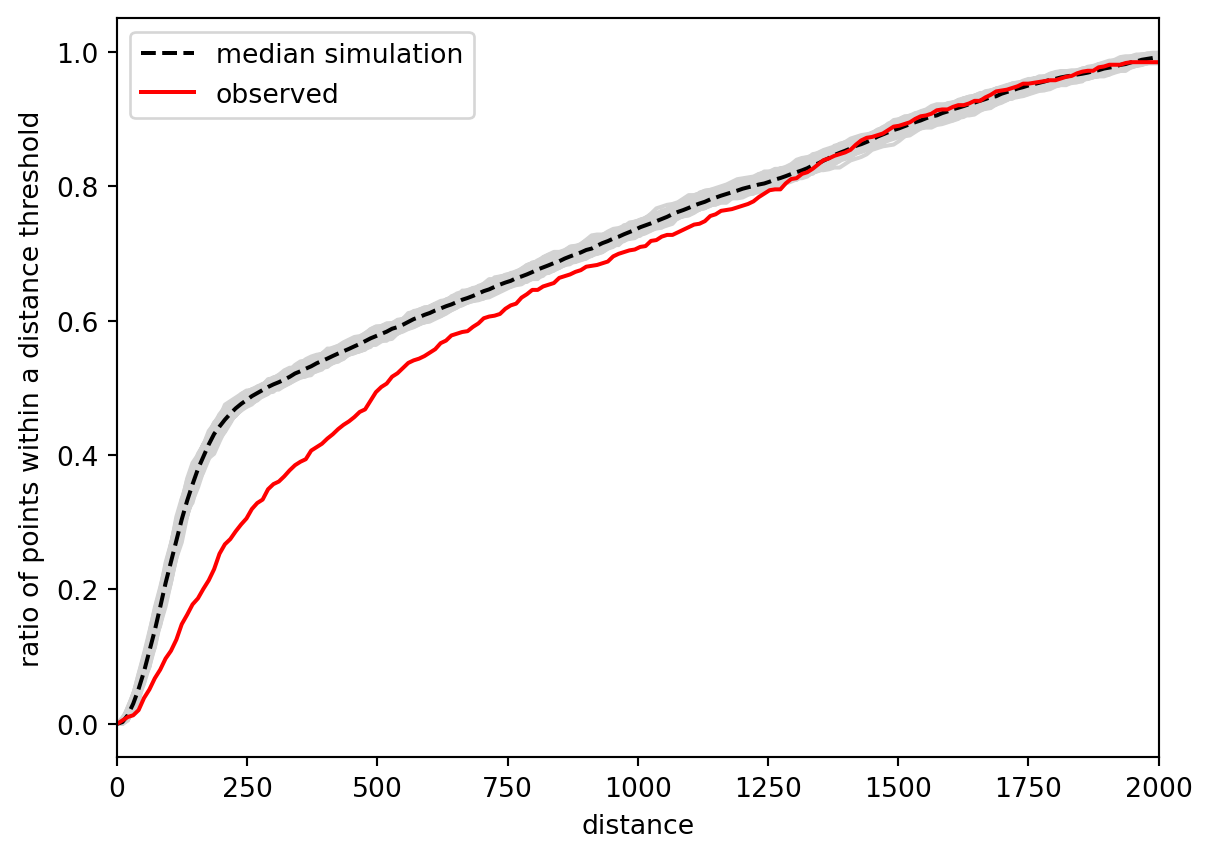 median simulation
observed
ratio of points within a distance threshold
1.0
0.8
0.6
0.4
0.2
0.0
0 250 500 750 1000 1250 1500 1750 2000
distance